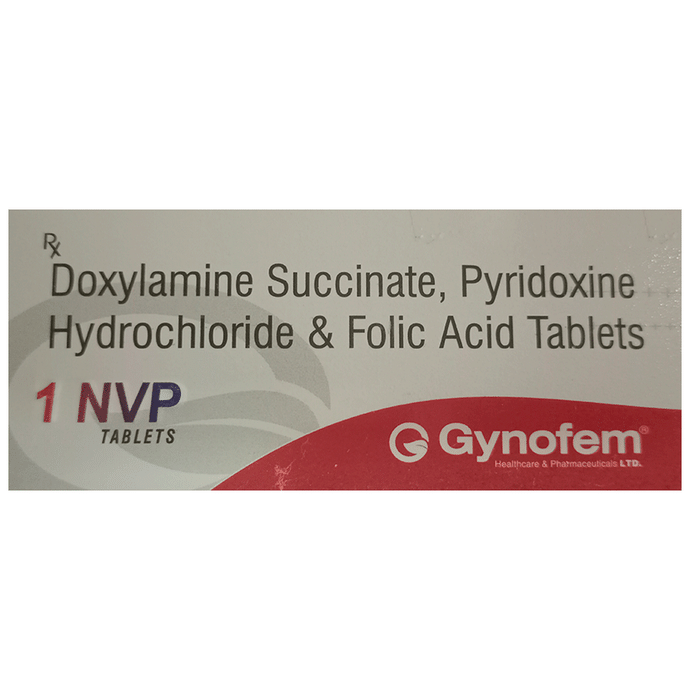 Rx
Doxylamine Succinate, Pyridoxine
Hydrochloride & Folic Acid Tablets
1 NVP
TABLETS
Gynofem®
Healthcare & Pharmaceuticals LTD.